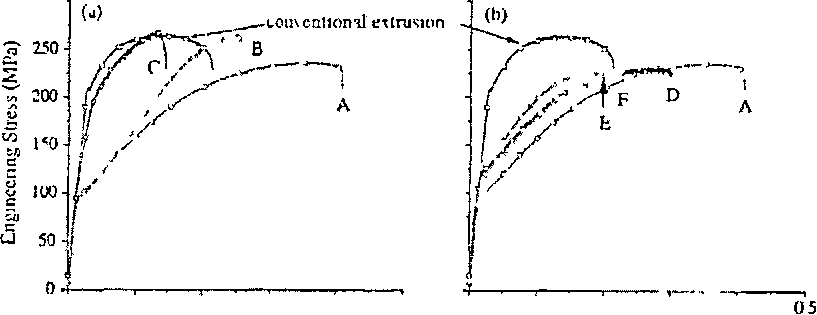 (a)
Conventional extrusion
(b)
250
200
150
100
50
0
Engineering Stress (MPa)
C
B
A
E
F
D
A
0.5